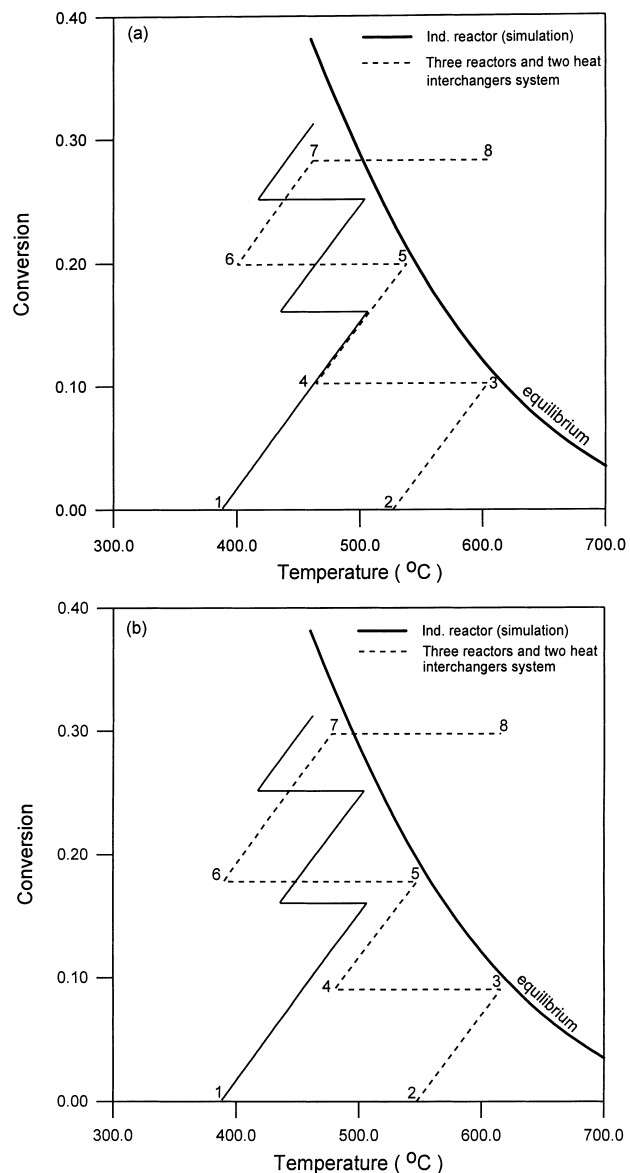 0.40
(a)
Ind. reactor (simulation)
Three reactors and two heat
interchangers system
0.30
7
8
0.20
6
5
Conversion
0.10
4
3
equilibrium
0.00
1
2
300.0
400.0
500.0
600.0
700.0
Temperature ( ºC )
0.40
(b)
Ind. reactor (simulation)
Three reactors and two heat
interchangers system
0.30
7
8
0.20
6
5
Conversion
0.10
4
3
equilibrium
0.00
1
2
300.0
400.0
500.0
600.0
700.0
Temperature ( ºC )